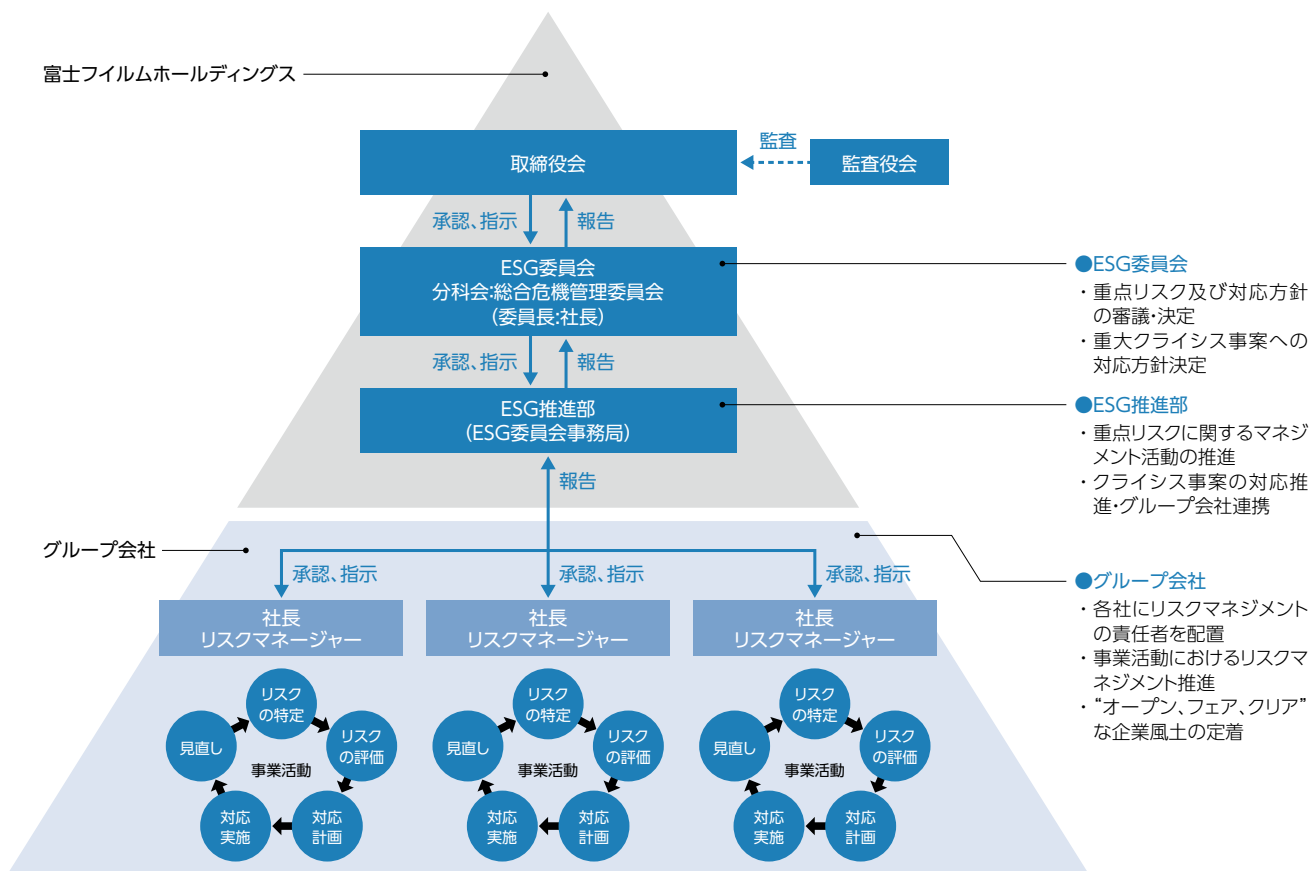 富士フイルムホールディングス
取締役会
監査
監査役会
承認、指示
報告
ESG委員会
分科会:総合危機管理委員会
(委員長:社長)
承認、指示
報告
ESG推進部
(ESG委員会事務局)
報告
●ESG委員会
・重点リスク及び対応方針
の審議・決定
・重大クライシス事案への
対応方針決定
●ESG推進部
・重点リスクに関するマネジ
メント活動の推進
・クライシス事案の対応推
進・グループ会社連携
グループ会社
承認、指示
承認、指示
承認、指示
社長
リスクマネージャー
社長
リスクマネージャー
社長
リスクマネージャー
●グループ会社
・各社にリスクマネジメント
の責任者を配置
・事業活動におけるリスクマ
ネジメント推進
・“オープン、フェア、クリア”
な企業風土の定着
リスク
の特定
リスク
の評価
対応
計画
対応
実施
見直し
事業活動
リスク
の特定
リスク
の評価
対応
計画
対応
実施
見直し
事業活動
リスク
の特定
リスク
の評価
対応
計画
対応
実施
見直し
事業活動